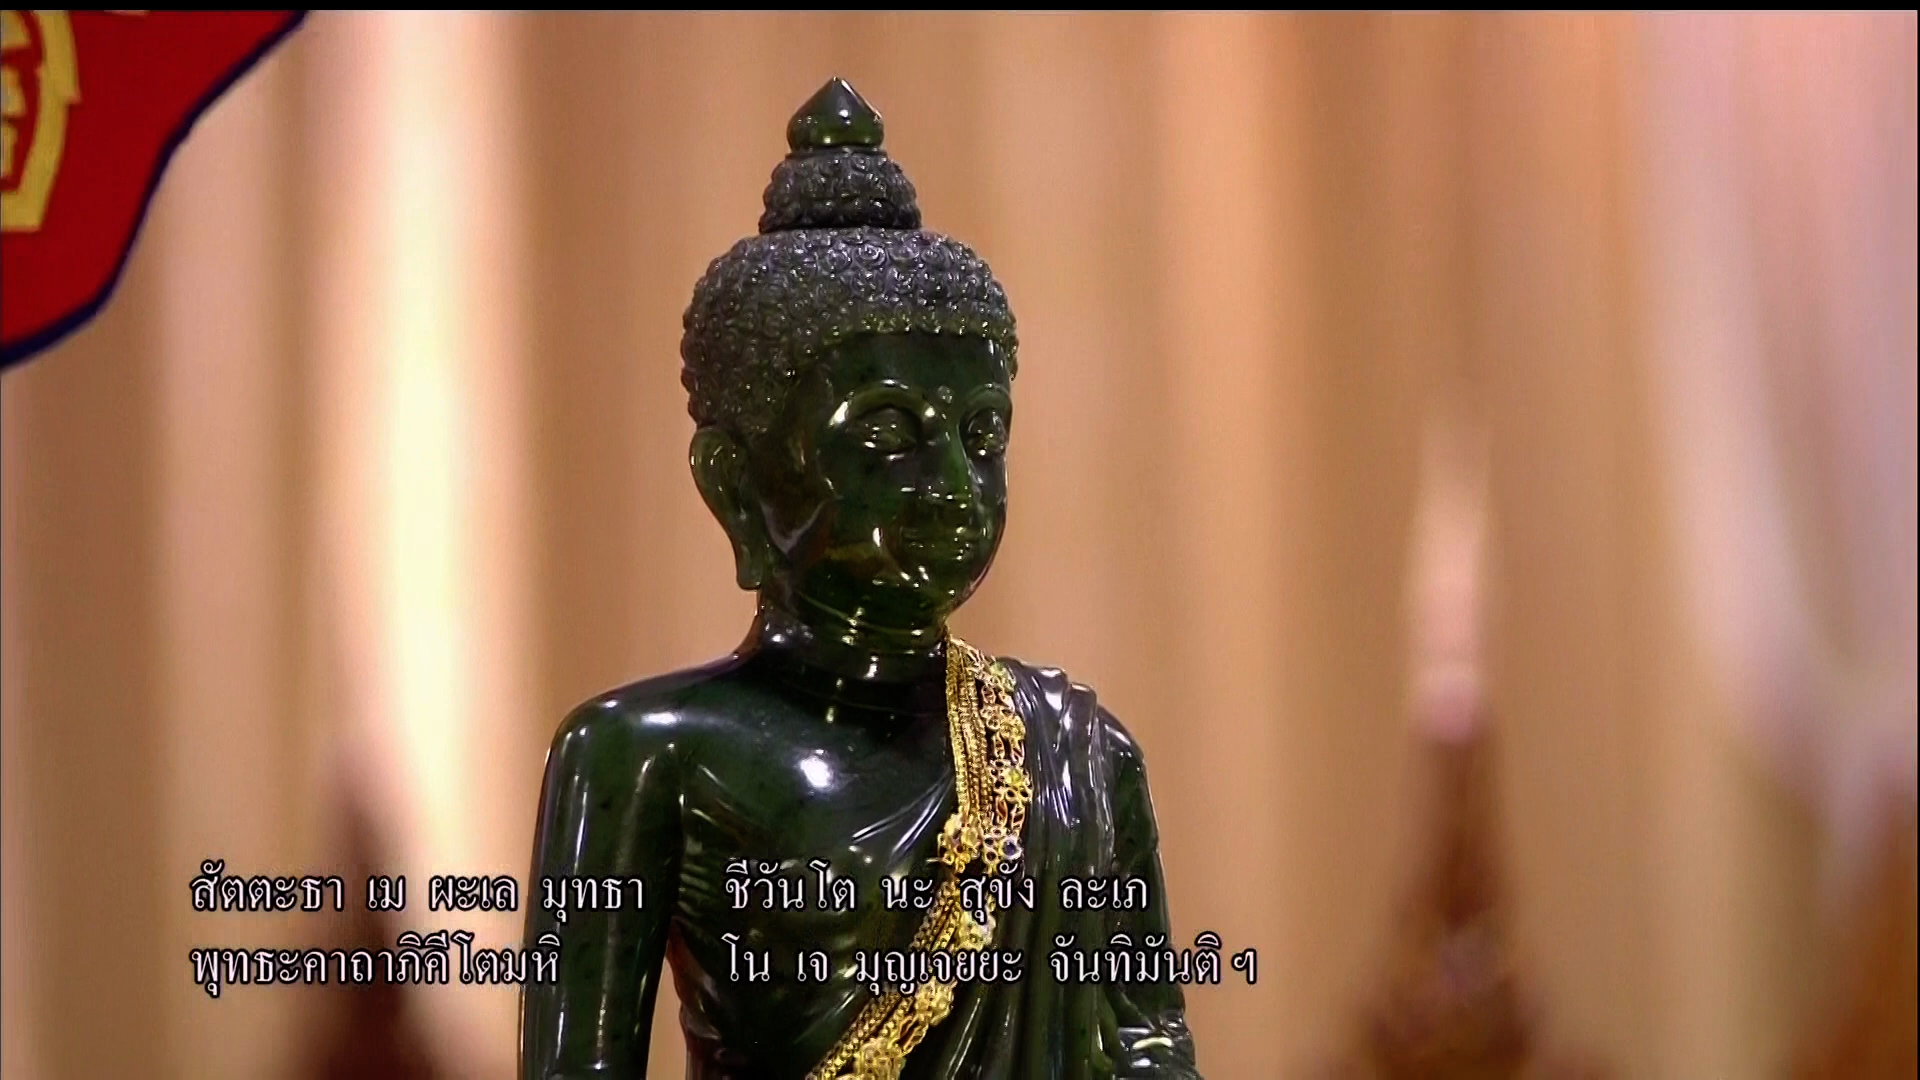 สัตตะธา เม ผะเล มุทธา ชีวันโต นะ สุขัง ละเภ
พุทธะคาถาภิคีโตมหิ โน เจ มุญเจยยะ จันทิมันติฯ